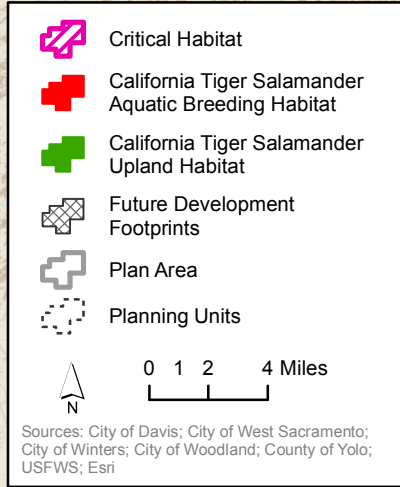 Critical Habitat
California Tiger Salamander
Aquatic Breeding Habitat
California Tiger Salamander
Upland Habitat
Future Development
Footprints
Plan Area
Planning Units
N
0 1 2 4 Miles
Sources: City of Davis; City of West Sacramento;
City of Winters; City of Woodland; County of Yolo;
USFWS; Esri